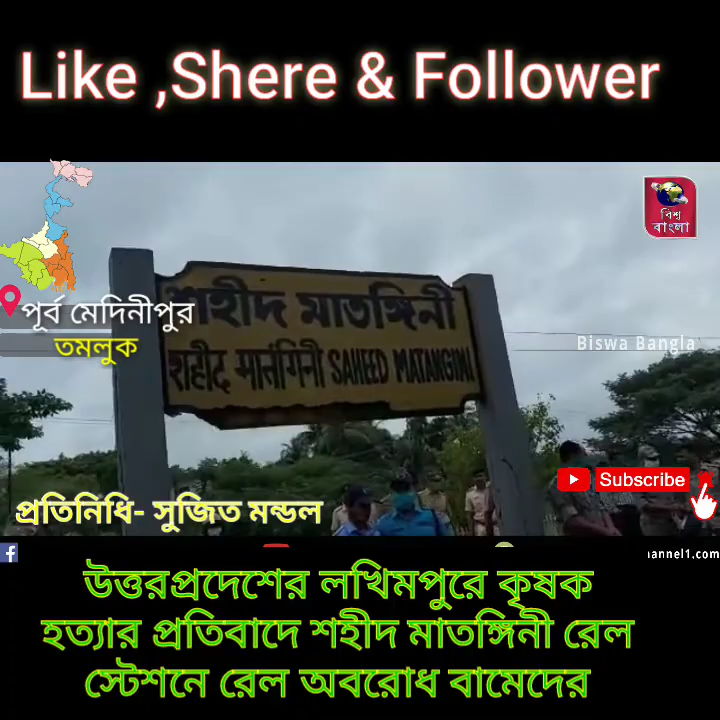 Like ,Shere & Follower
বিশ্ব
বাংলা
পূর্ব মেদিনীপুর
তমলুক
শহীদ মাতঙ্গিনী
शहीद मातंगिनी SAHEED MATANGINI
Biswa Bangla
Subscribe
প্রতিনিধি- সুজিত মন্ডল
f
উত্তরপ্রদেশের লখিমপুরে কৃষক
হত্যার প্রতিবাদে শহীদ মাতঙ্গিনী রেল
স্টেশনে রেল অবরোধ বামেদের